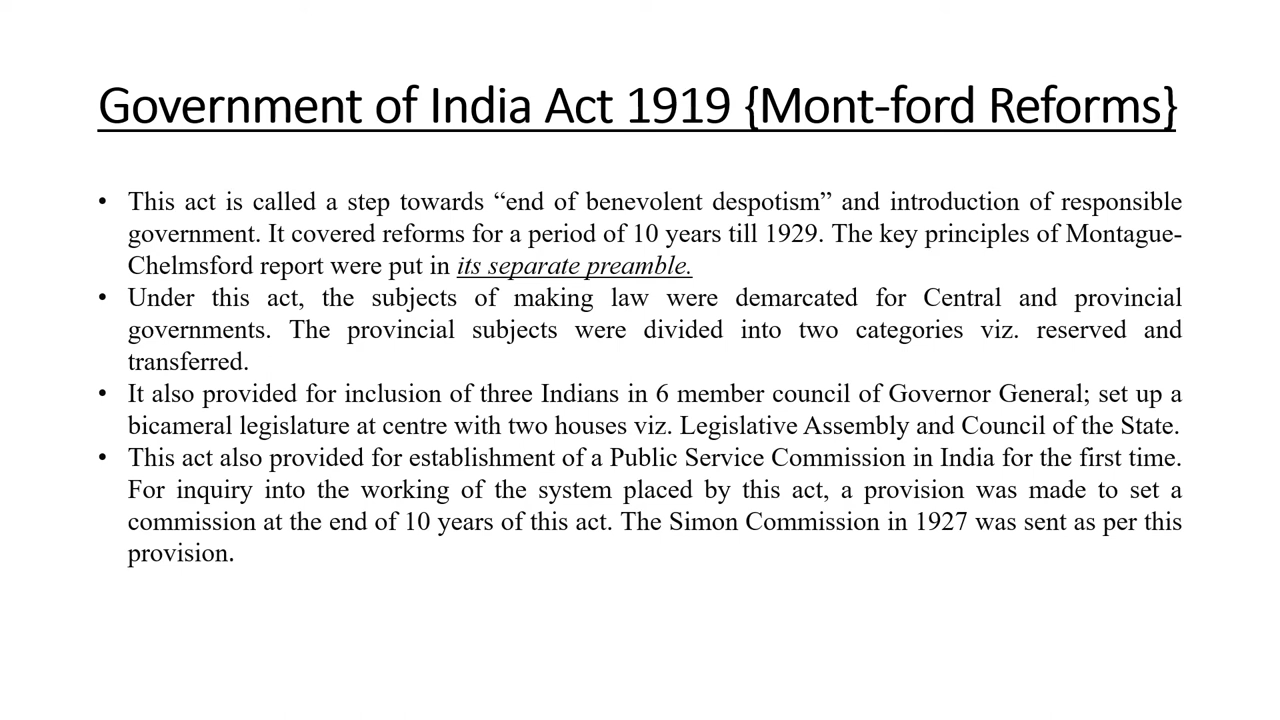 Government of India Act 1919 {Mont-ford Reforms}
• This act is called a step towards “end of benevolent despotism” and introduction of responsible
government. It covered reforms for a period of 10 years till 1929. The key principles of Montague-
Chelmsford report were put in its separate preamble.
• Under this act, the subjects of making law were demarcated for Central and provincial
governments. The provincial subjects were divided into two categories viz. reserved and
transferred.
• It also provided for inclusion of three Indians in 6 member council of Governor General; set up a
bicameral legislature at centre with two houses viz. Legislative Assembly and Council of the State.
• This act also provided for establishment of a Public Service Commission in India for the first time.
For inquiry into the working of the system placed by this act, a provision was made to set a
commission at the end of 10 years of this act. The Simon Commission in 1927 was sent as per this
provision.